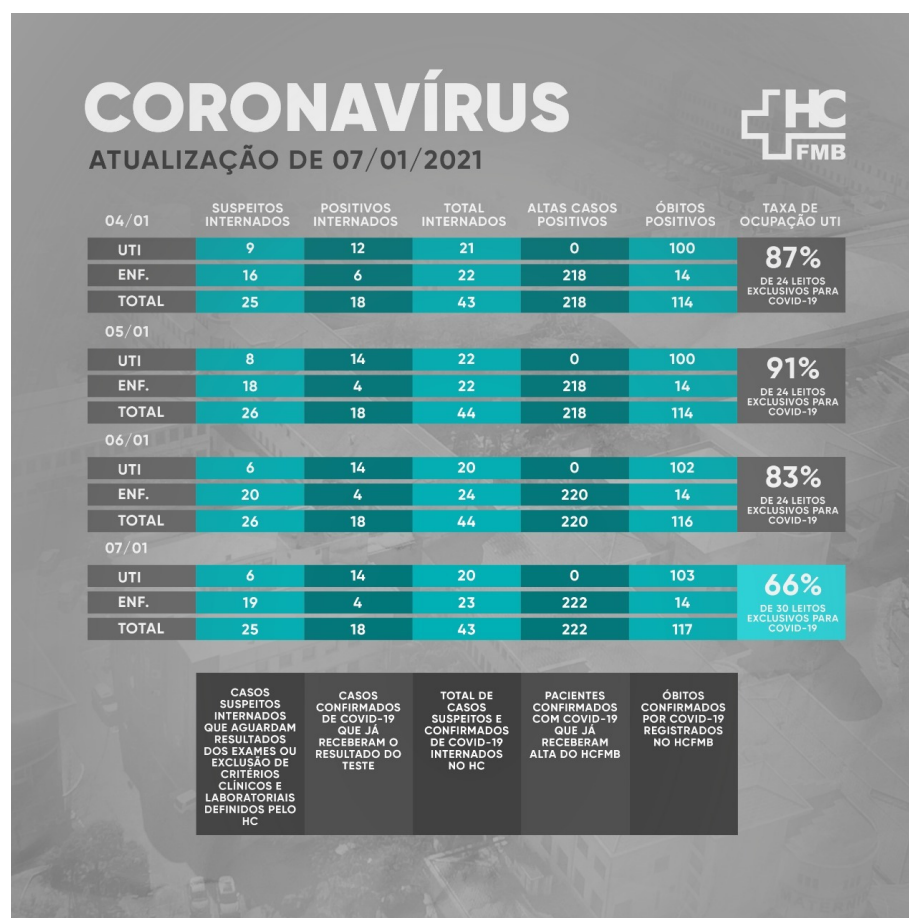 CORONAVÍRUS
HC
FMB
ATUALIZAÇÃO DE 07/01/2021
04/01 SUSPEITOS INTERNADOS POSITIVOS INTERNADOS TOTAL INTERNADOS ALTAS CASOS POSITIVOS ÓBITOS POSITIVOS TAXA DE OCUPAÇÃO UTI
UTI 9 12 21 0 100
ENF. 16 6 22 218 14
TOTAL 25 18 43 218 114
87%
DE 24 LEITOS
EXCLUSIVOS PARA
COVID-19
05/01
UTI 8 14 22 0 100
ENF. 18 4 22 218 14
TOTAL 26 18 44 218 114
91%
DE 24 LEITOS
EXCLUSIVOS PARA
COVID-19
06/01
UTI 6 14 20 0 102
ENF. 20 4 24 220 14
TOTAL 26 18 44 220 116
83%
DE 24 LEITOS
EXCLUSIVOS PARA
COVID-19
07/01
UTI 6 14 20 0 103
ENF. 19 4 23 222 14
TOTAL 25 18 43 222 117
66%
DE 30 LEITOS
EXCLUSIVOS PARA
COVID-19
CASOS
SUSPEITOS
INTERNADOS
QUE AGUARDAM
RESULTADOS
DOS EXAMES OU
EXCLUSÃO DE
CRITÉRIOS
CLÍNICOS E
LABORATORIAIS
DEFINIDOS PELO
HC
CASOS
CONFIRMADOS
DE COVID-19
QUE JÁ
RECEBERAM O
RESULTADO DO
TESTE
TOTAL DE
CASOS
SUSPEITOS E
CONFIRMADOS
DE COVID-19
INTERNADOS
NO HC
PACIENTES
CONFIRMADOS
COM COVID-19
QUE JÁ
RECEBERAM
ALTA DO HCFMB
ÓBITOS
CONFIRMADOS
POR COVID-19
REGISTRADOS
NO HCFMB